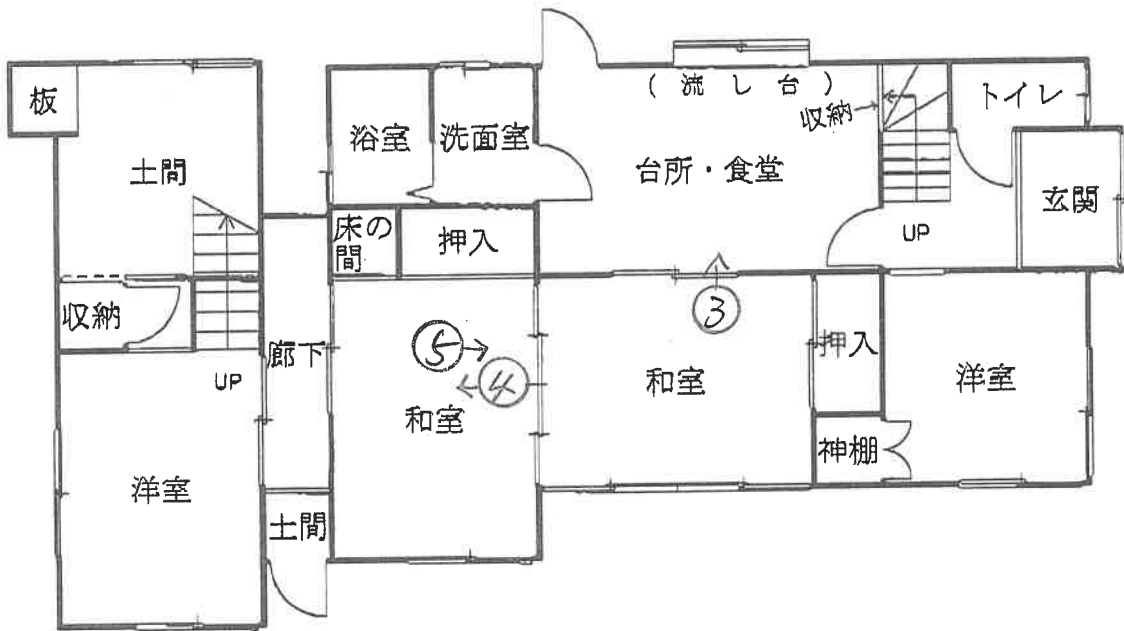 (流し台)
板
トイレ
収納
浴室
洗面室
土間
台所・食堂
玄関
床の間
押入
UP
収納
③
廊下
⑤
④
押入
UP
和室
和室
洋室
神棚
洋室
土間